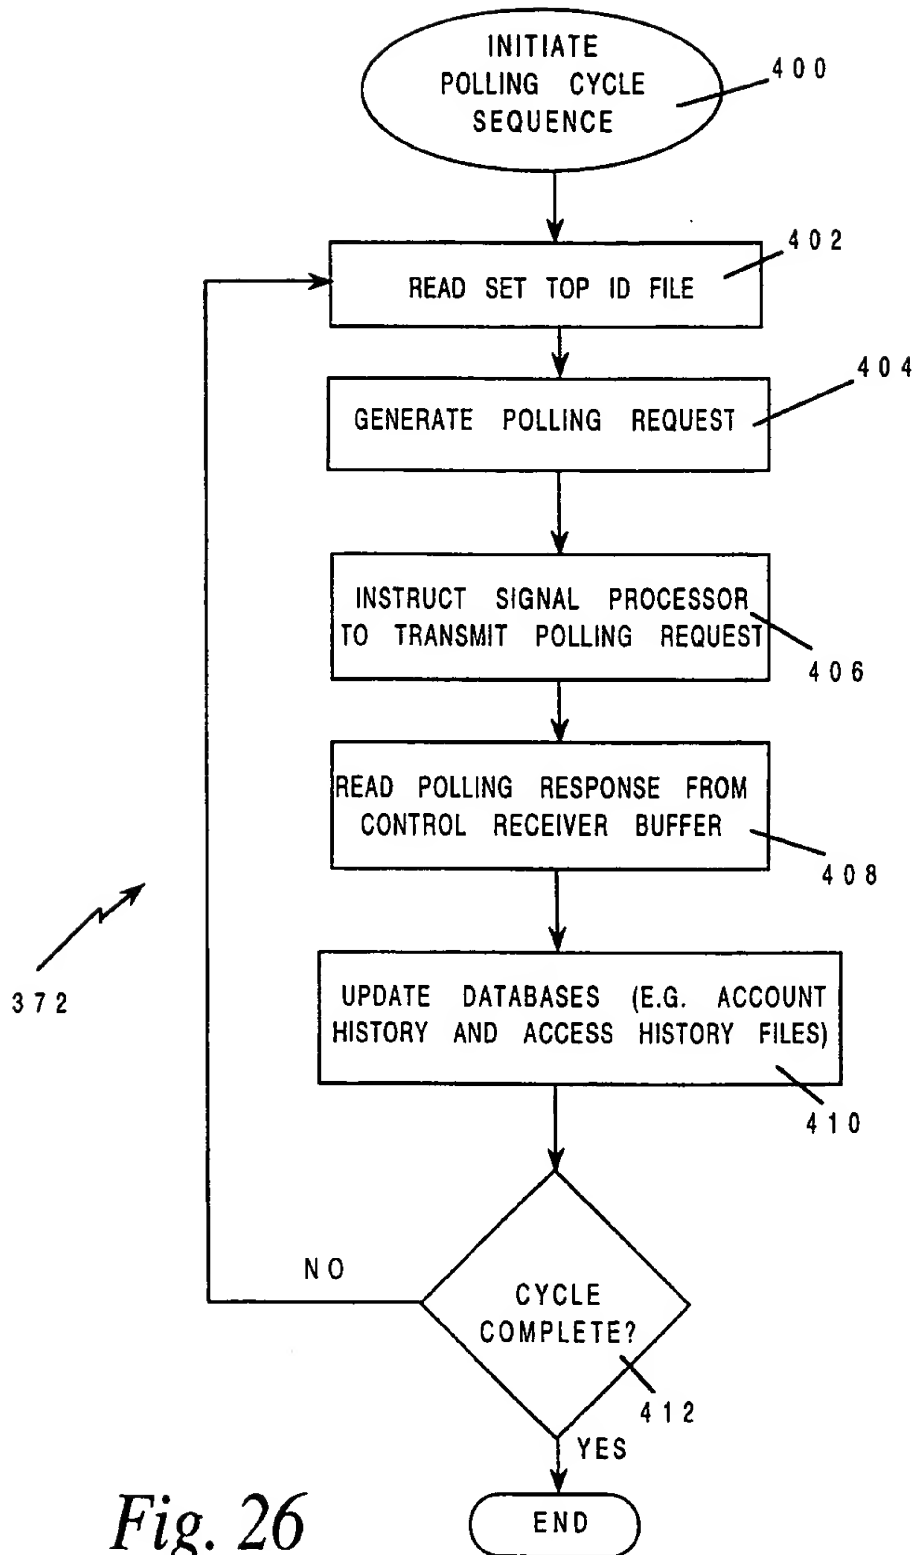 INITIATE
POLLING CYCLE
SEQUENCE
400
402
READ SET TOP ID FILE
404
GENERATE POLLING REQUEST
INSTRUCT SIGNAL PROCESSOR
TO TRANSMIT POLLING REQUEST
406
READ POLLING RESPONSE FROM
CONTROL RECEIVER BUFFER
408
372
UPDATE DATABASES (E.G. ACCOUNT
HISTORY AND ACCESS HISTORY FILES)
410
NO
CYCLE
COMPLETE?
412
YES
END
Fig. 26